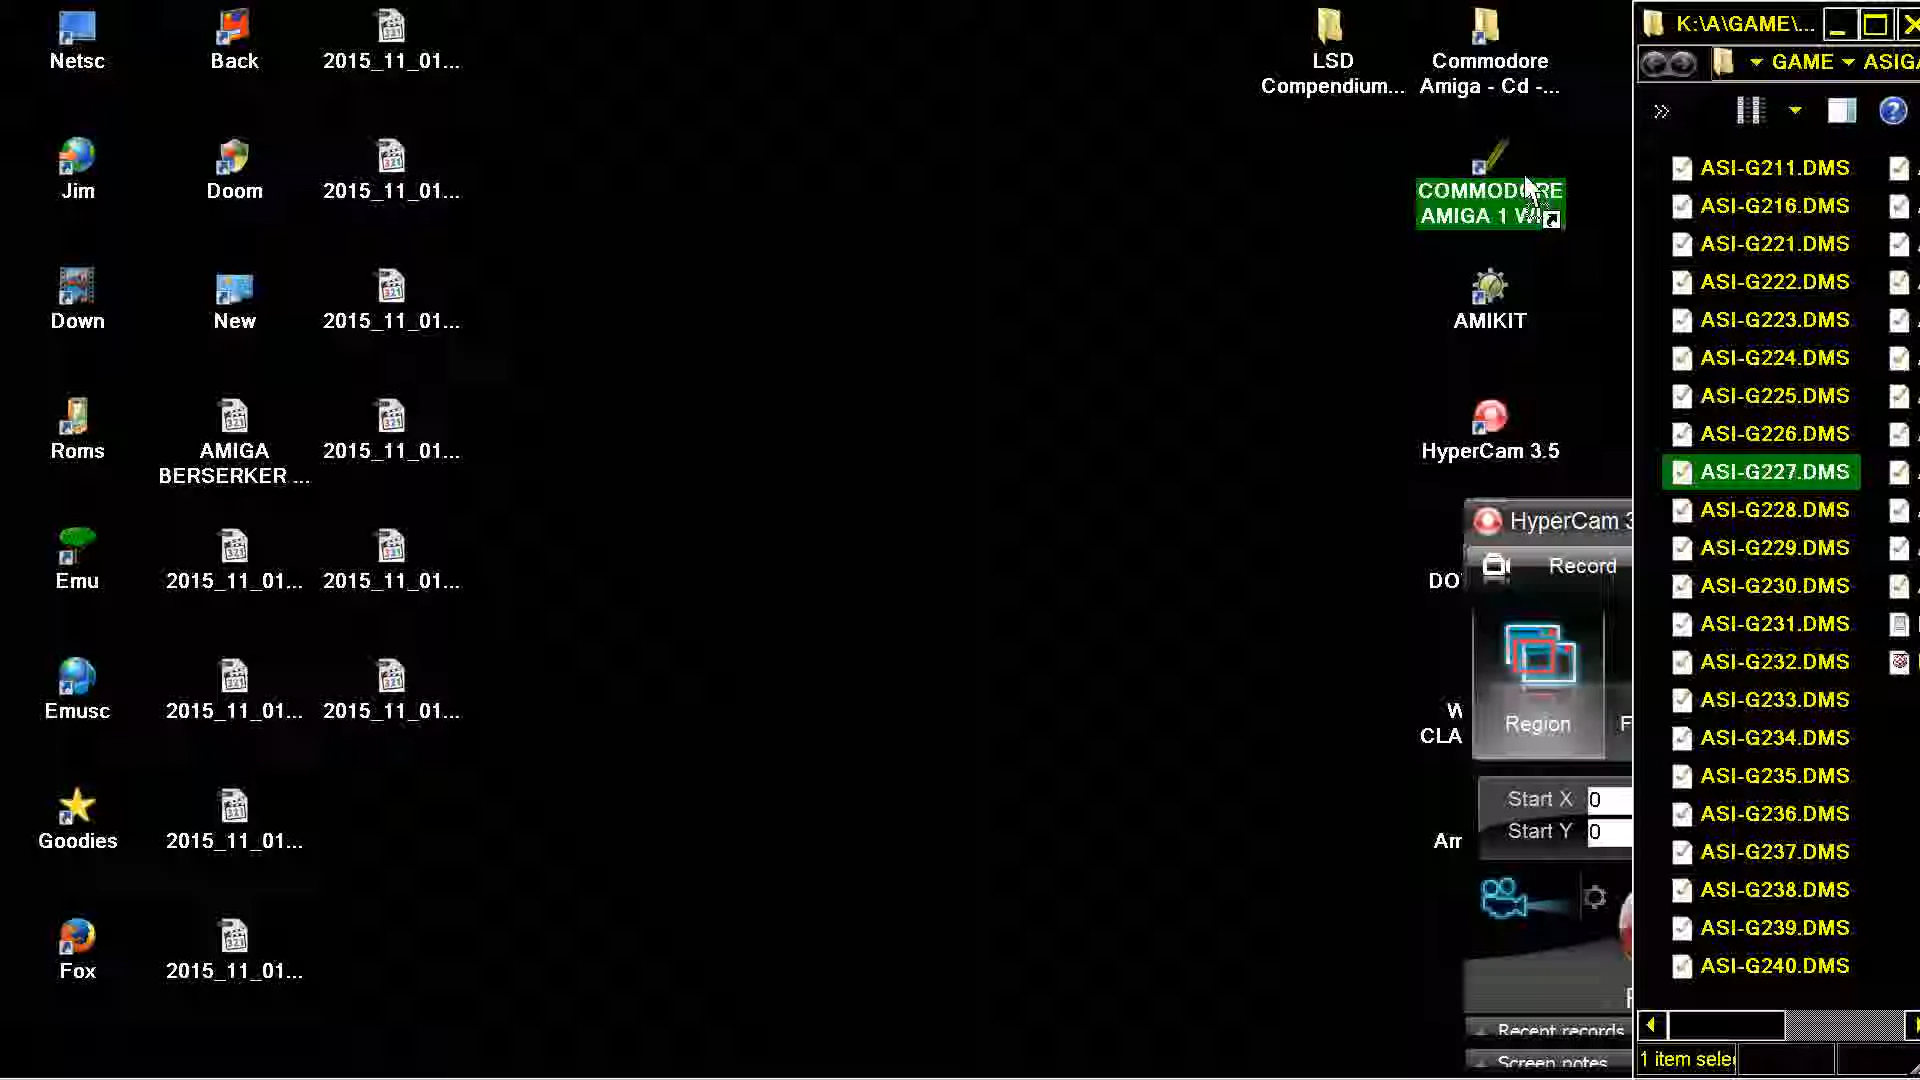 Netsc
Back
2015_11_01...
Jim
Doom
2015_11_01...
Down
New
2015_11_01...
Roms
AMIGA
BERSERKER ...
2015_11_01...
Emu
2015_11_01...
2015_11_01...
Emusc
2015_11_01...
2015_11_01...
Goodies
2015_11_01...
Fox
2015_11_01...
LSD
Compendium...
Commodore
Amiga - Cd -...
COMMODORE
AMIGA 1 WI
AMIKIT
HyperCam 3.5
DO
W
CLA
HyperCam 3
Record
Region
F
Start X 0
Start Y 0
Recent records
Screen notes
K:\A\GAME\...
GAME ASIGA
ASI-G211.DMS
ASI-G216.DMS
ASI-G221.DMS
ASI-G222.DMS
ASI-G223.DMS
ASI-G224.DMS
ASI-G225.DMS
ASI-G226.DMS
ASI-G227.DMS
ASI-G228.DMS
ASI-G229.DMS
ASI-G230.DMS
ASI-G231.DMS
ASI-G232.DMS
ASI-G233.DMS
ASI-G234.DMS
ASI-G235.DMS
ASI-G236.DMS
ASI-G237.DMS
ASI-G238.DMS
ASI-G239.DMS
ASI-G240.DMS
1 item sele